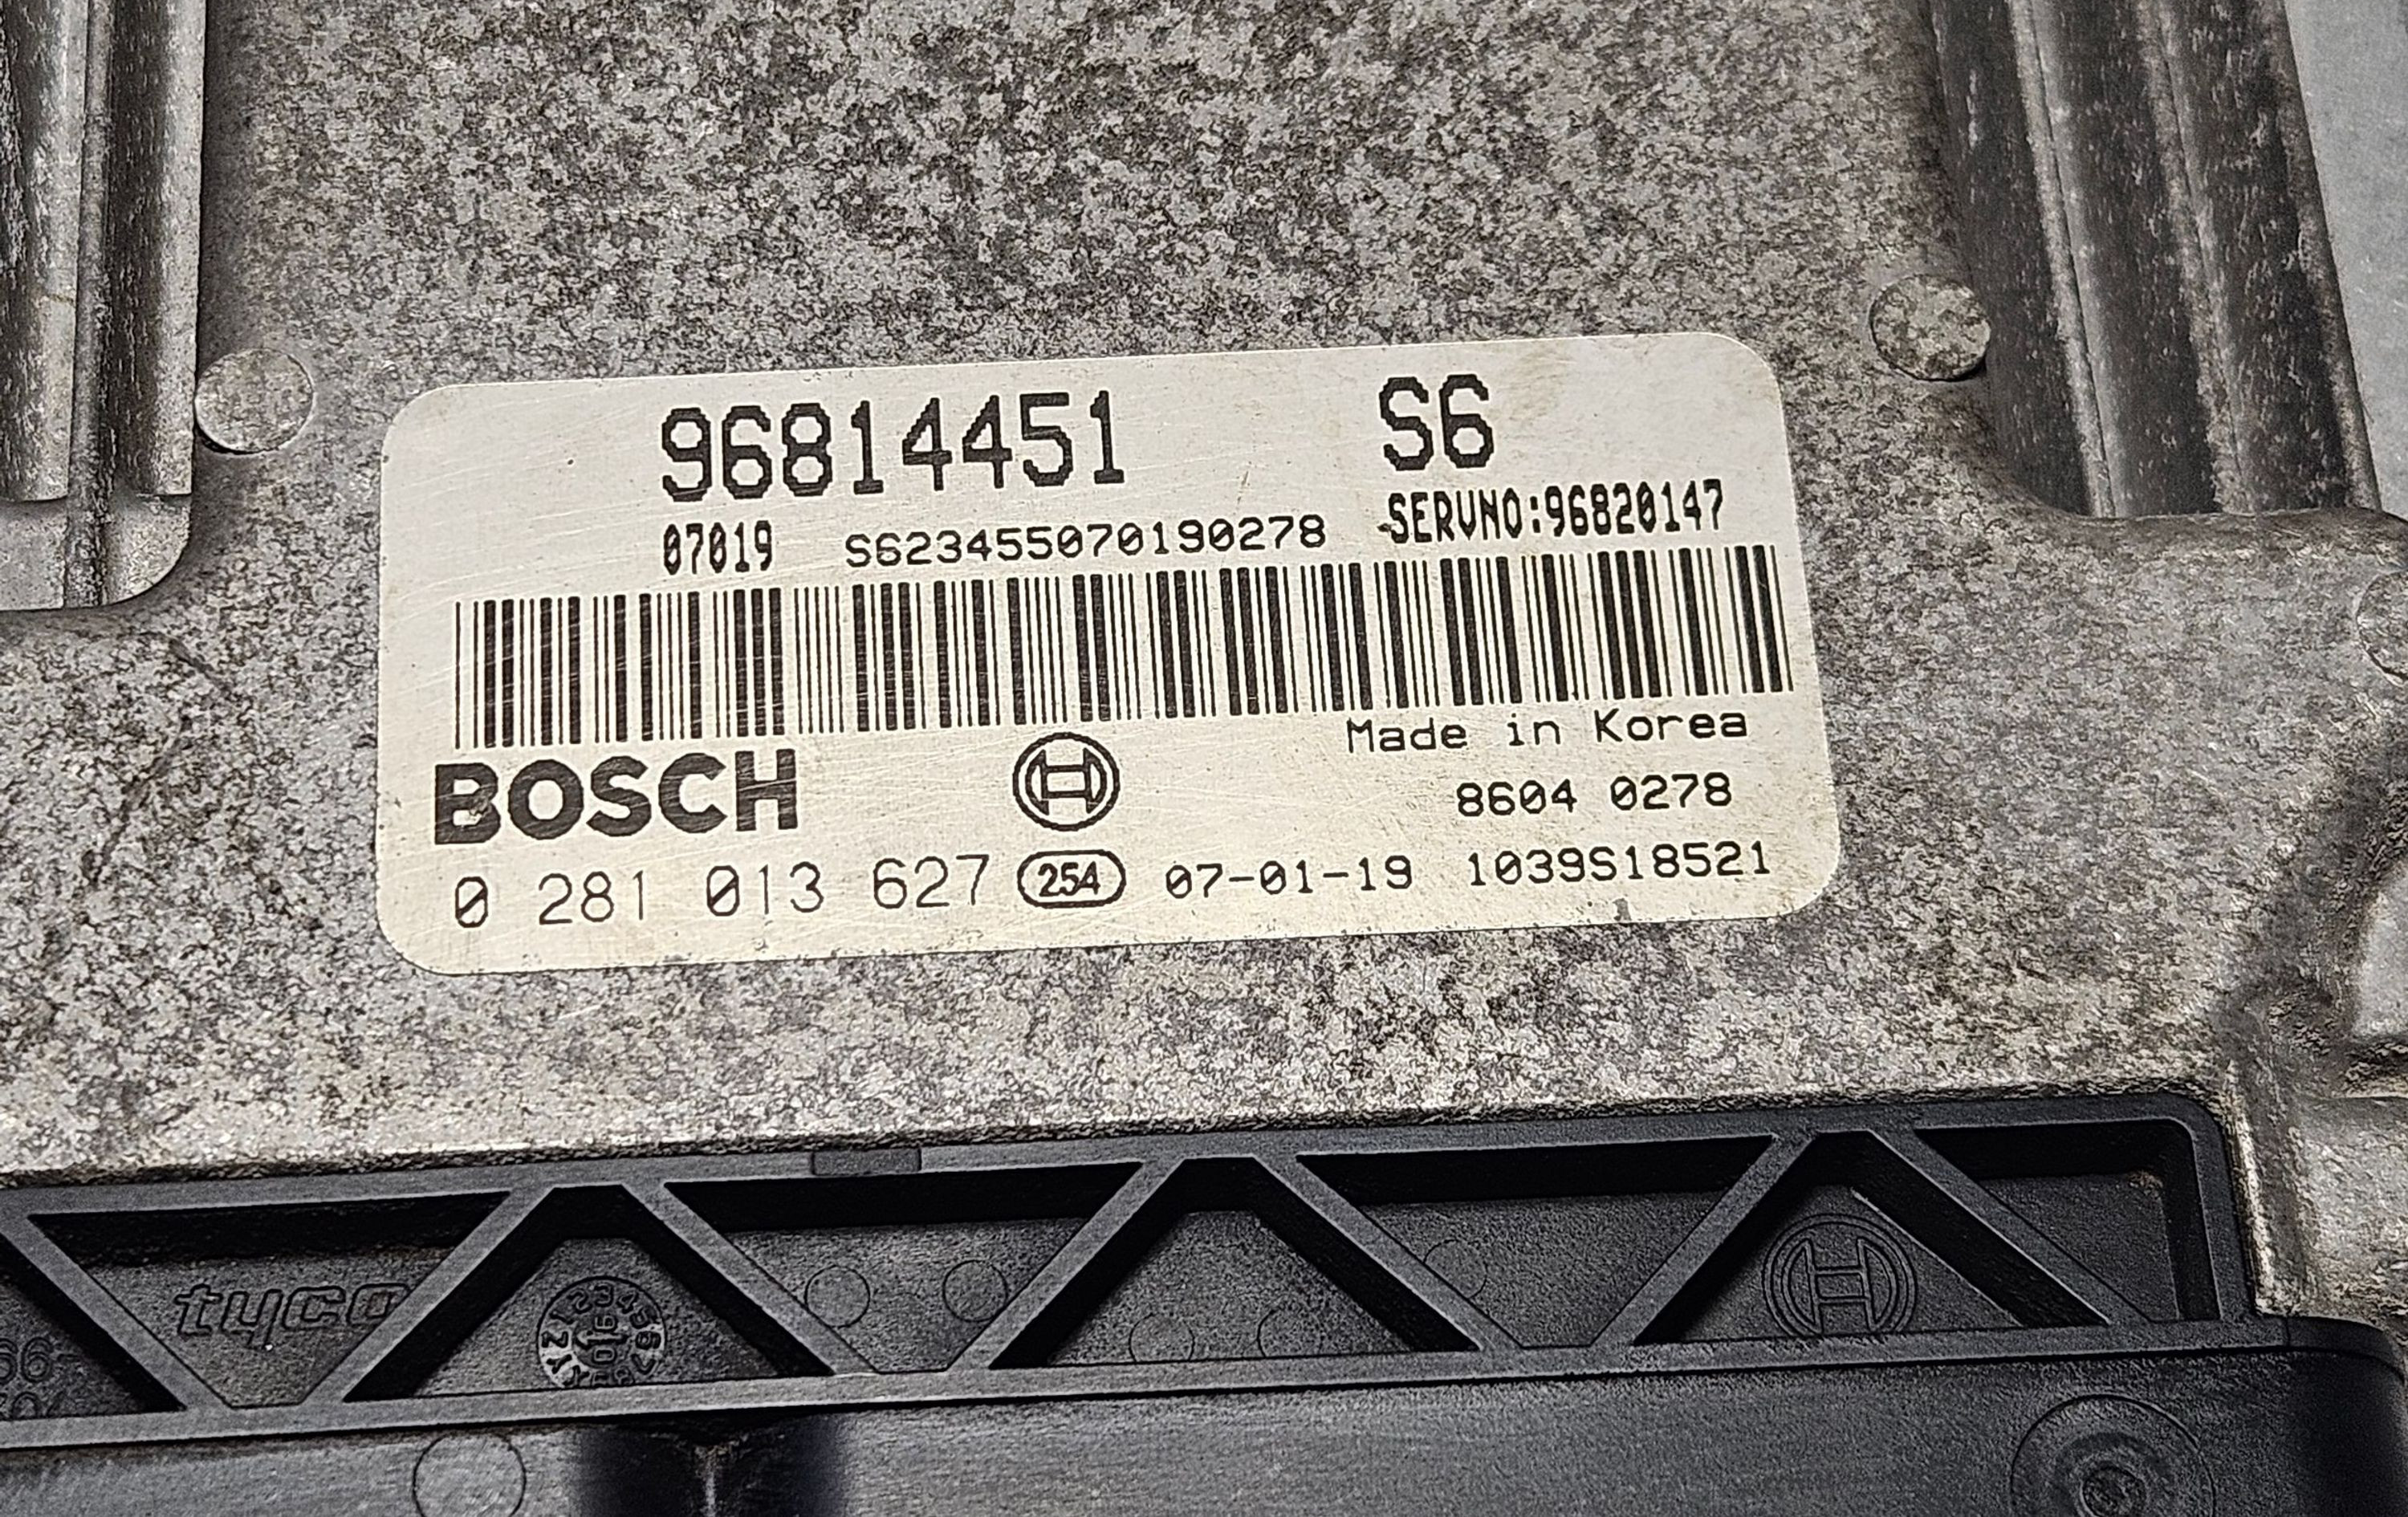 96814451 S6
07019 S623455070190278 SERVNO:96820147
Made in Korea
BOSCH
8604 0278
0 281 013 627 254 07-01-19 1039S18521
tyco